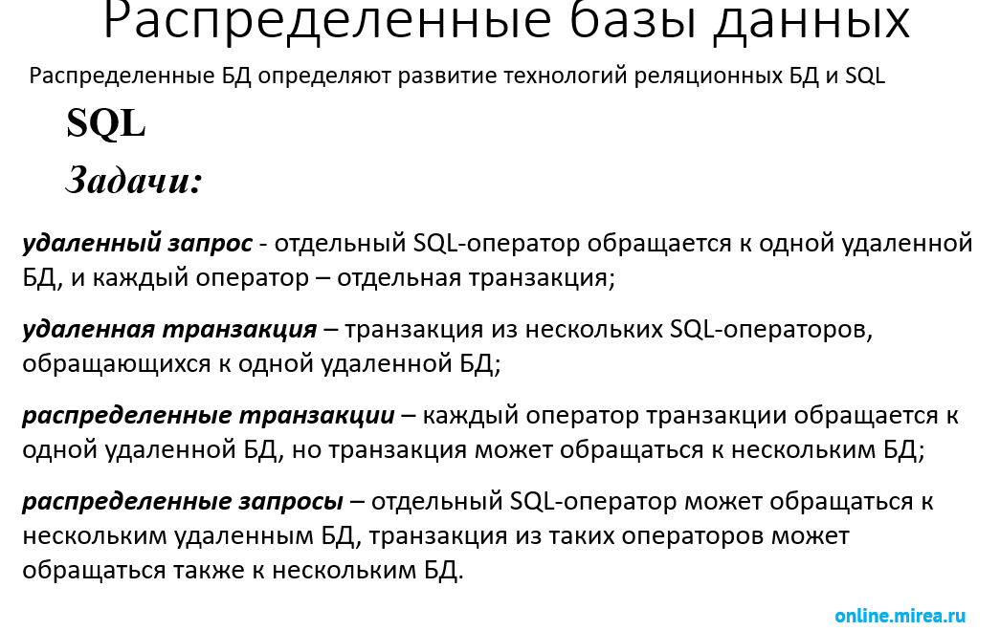 Распределенные базы данных
Распределенные БД определяют развитие технологий реляционных БД и SQL
SQL
Задачи:
удаленный запрос - отдельный SQL-оператор обращается к одной удаленной
БД, и каждый оператор – отдельная транзакция;
удаленная транзакция – транзакция из нескольких SQL-операторов,
обращающихся к одной удаленной БД;
распределенные транзакции – каждый оператор транзакции обращается к
одной удаленной БД, но транзакция может обращаться к нескольким БД;
распределенные запросы – отдельный SQL-оператор может обращаться к
нескольким удаленным БД, транзакция из таких операторов может
обращаться также к нескольким БД.
online.mirea.ru